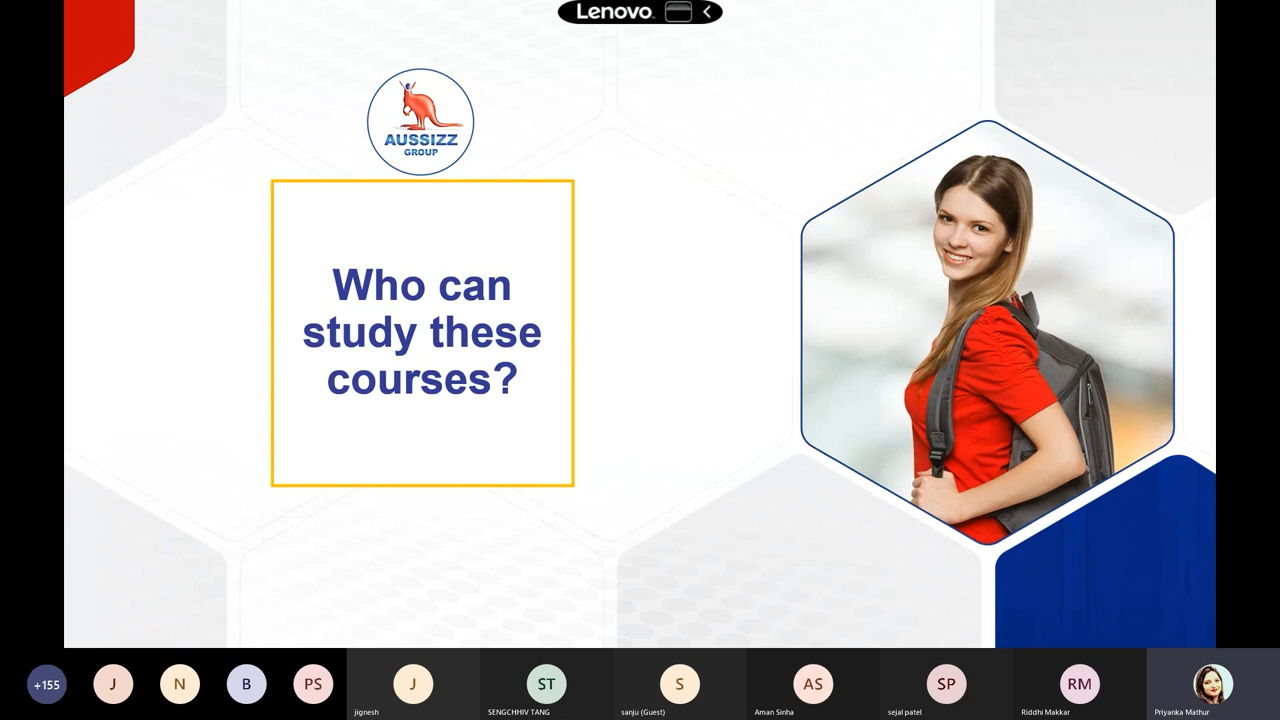 Lenovo
AUSSIZZ
GROUP
Who can
study these
courses?
+155
J
N
B
PS
J
ST
S
AS
SP
RM
jignesh
SENGCHHIV TANG
sanju (Guest)
Aman Sinha
sejal patel
Riddhi Makkar
Priyanka Mathur